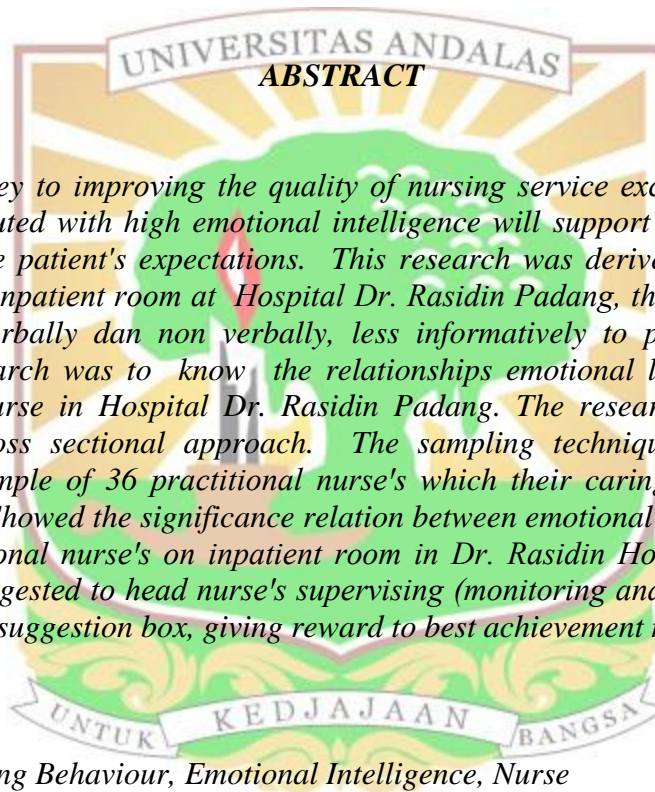 UNIVERSITAS ANDALAS
ABSTRACT
ey to improving the quality of nursing service exc
uted with high emotional intelligence will support
e patient's expectations. This research was derive
inpatient room at Hospital Dr. Rasidin Padang, th
erbally dan non verbally, less informatively to p
arch was to know the relationships emotional l
urse in Hospital Dr. Rasidin Padang. The resear
oss sectional approach. The sampling techniqu
mple of 36 practitional nurse's which their carin
Showed the significance relation between emotional
onal nurse's on inpatient room in Dr. Rasidin Ho
gested to head nurse's supervising (monitoring and
suggestion box, giving reward to best achievement
UNTUK KEDJAJAAN BANGSA
ng Behaviour, Emotional Intelligence, Nurse